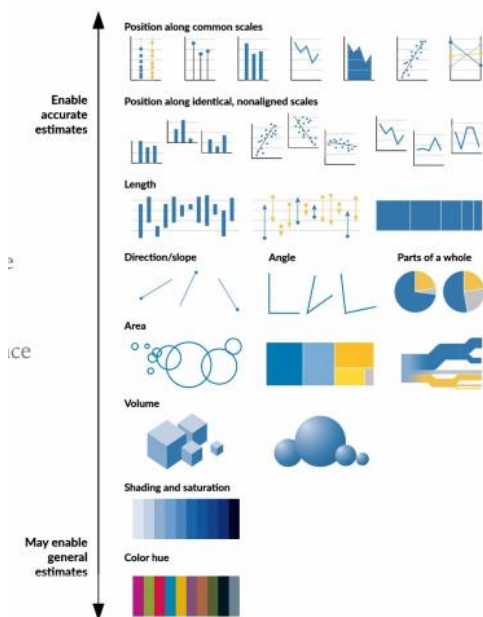 Position along common scales
Enable
accurate
estimates
Position along identical, nonaligned scales
Length
Direction/slope
Angle
Parts of a whole
Area
Volume
Shading and saturation
May enable
general
estimates
Color hue